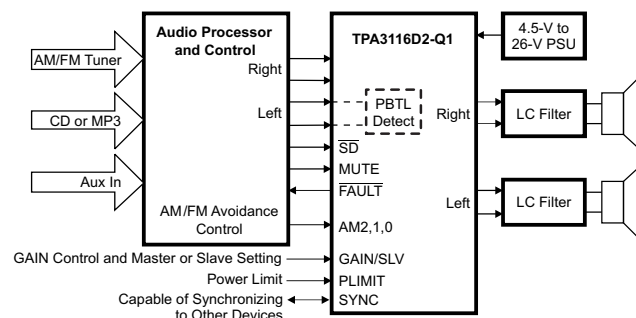 Audio Processor
and Control
TPA3116D2-Q1
4.5-V to
26-V PSU
AM/FM Tuner
Right
PBTL
Detect
CD or MP3
Left
Right
LC Filter
SD
MUTE
Aux In
FAULT
Left
LC Filter
AM/FM Avoidance
Control
AM2,1,0
GAIN Control and Master or Slave Setting
GAIN/SLV
Power Limit
PLIMIT
Capable of Synchronizing
to Other Devices
SYNC